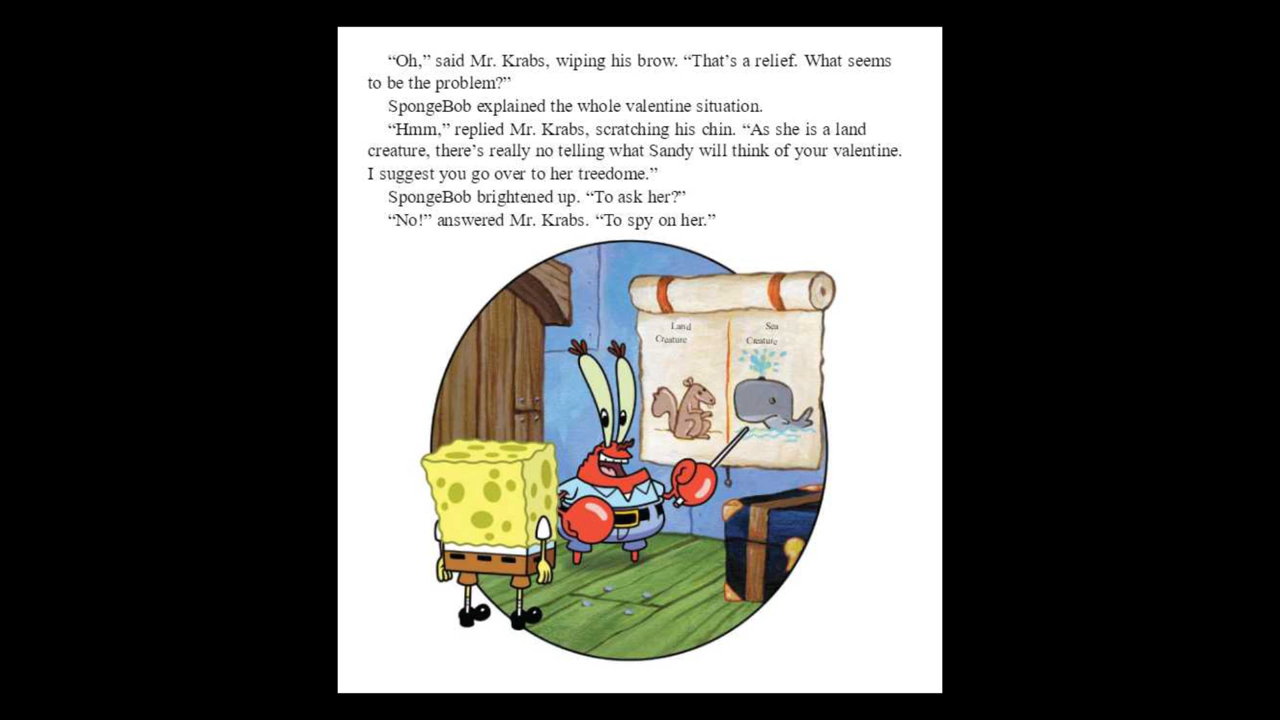 “Oh,” said Mr. Krabs, wiping his brow. “That’s a relief. What seems
to be the problem?”
SpongeBob explained the whole valentine situation.
“Hmm,” replied Mr. Krabs, scratching his chin. “As she is a land
creature, there’s really no telling what Sandy will think of your valentine.
I suggest you go over to her treedome.”
SpongeBob brightened up. “To ask her?”
“No!” answered Mr. Krabs. “To spy on her.”
Land
Creature
Sea
Creature